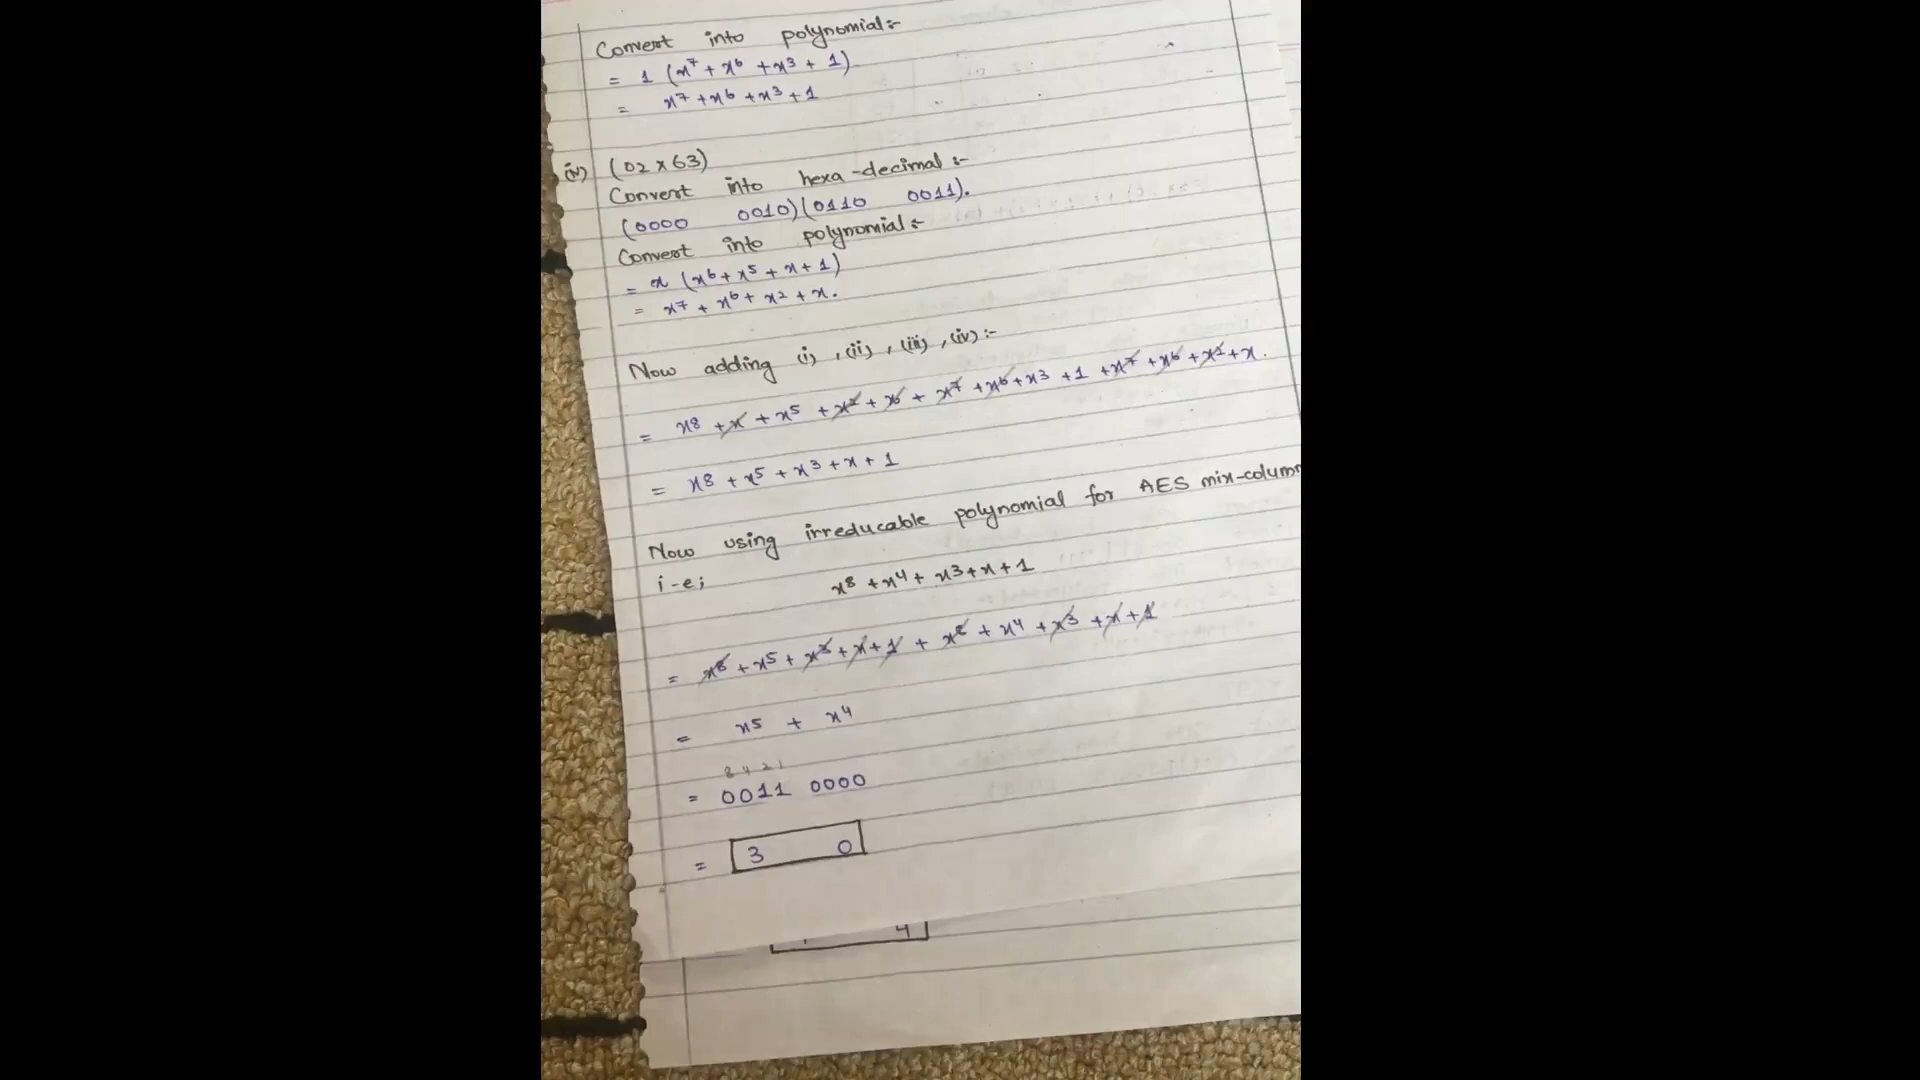 Convert into polynomial:-
= 1 (x⁷ + x⁶ + x³ + 1)
= x⁷ + x⁶ + x³ + 1
(iv) (02 x 63)
Convert into hexa-decimal :-
(0000 0010)(0110 0011).
Convert into polynomial:-
= x (x⁶ + x⁵ + x + 1)
= x⁷ + x⁶ + x² + x.
Now adding (i) , (ii) , (iii) , (iv) :-
= x⁸ + x + x⁵ + x² + x⁶ + x⁷ + x⁶ + x³ + 1 + x⁷ + x⁶ + x² + x.
= x⁸ + x⁵ + x³ + x + 1
Now using irreducable polynomial for AES mix-column
i-e; x⁸ + x⁴ + x³ + x + 1
= x⁸ + x⁵ + x³ + x + 1 + x⁸ + x⁴ + x³ + x + 1
= x⁵ + x⁴
8 4 2 1
= 0011 0000
= 3 0
4